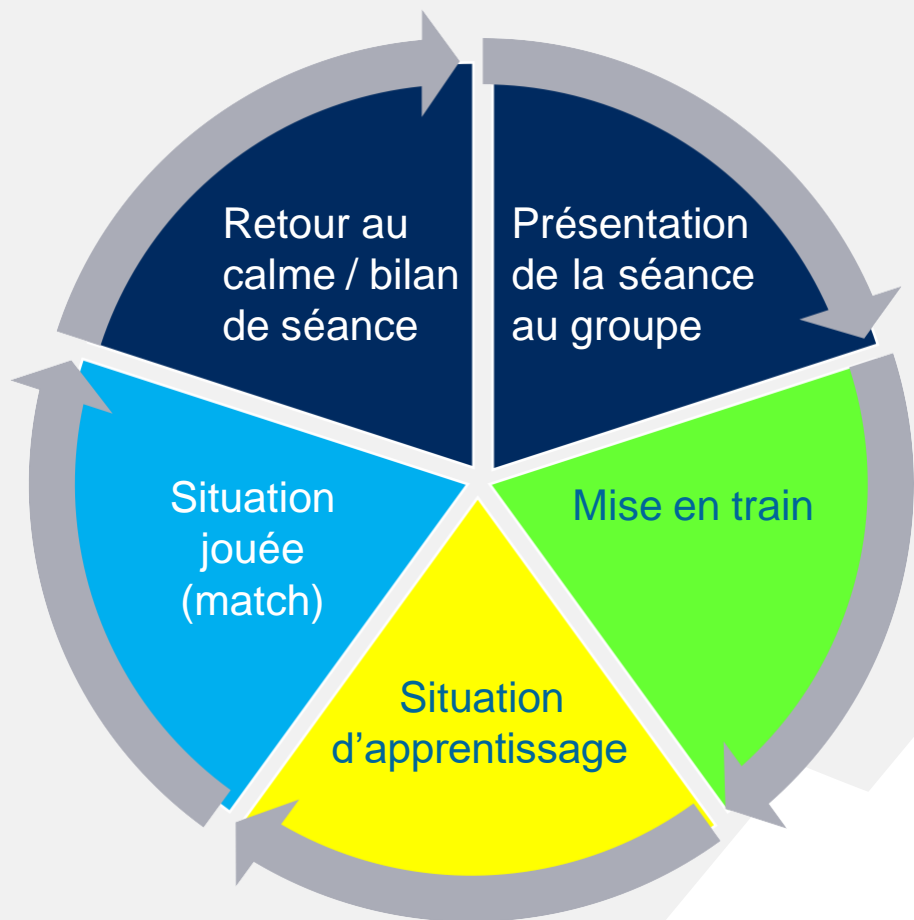 Présentation
de la séance
au groupe
Mise en train
Situation
d’apprentissage
Situation
jouée
(match)
Retour au
calme / bilan
de séance